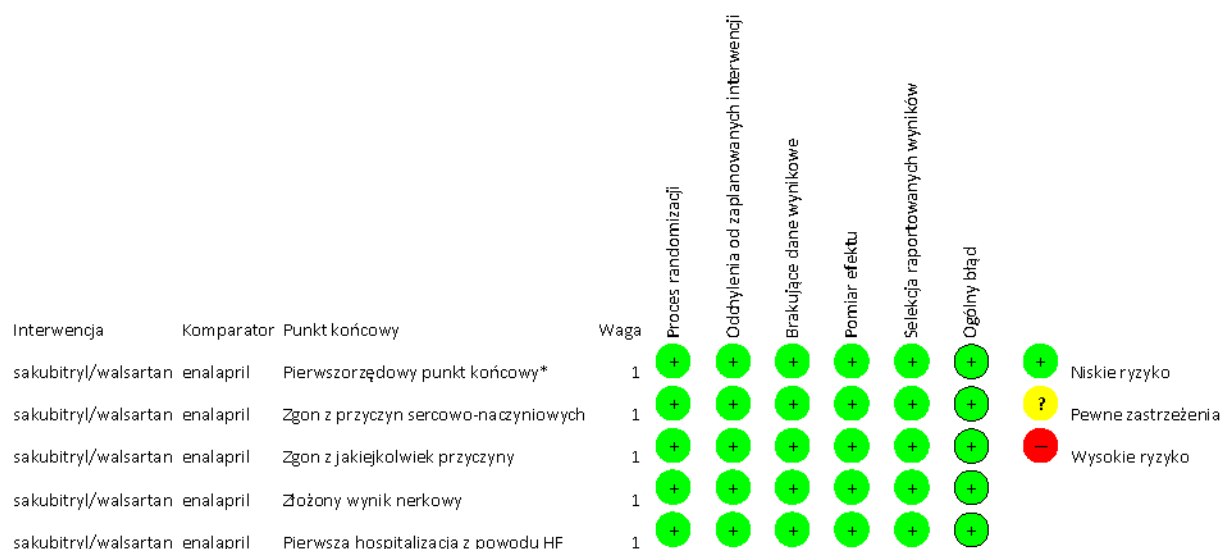 Proces randomizacji
Oddchylenia od zaplanowanych interwencji
Brakujące dane wynikowe
Pomiar efektu
Selekcja raportowanych wyników
Ogólny błąd
Interwencja Komparator Punkt końcowy Waga
sakubitryl/walsartan enalapril Pierwszorzędowy punkt końcowy* 1 + + + + + + + Niskie ryzyko
sakubitryl/walsartan enalapril Zgon z przyczyn sercowo-naczyniowych 1 + + + + + + ? Pewne zastrzeżenia
sakubitryl/walsartan enalapril Zgon z jakiejkolwiek przyczyny 1 + + + + + + − Wysokie ryzyko
sakubitryl/walsartan enalapril Złożony wynik nerkowy 1 + + + + + +
sakubitryl/walsartan enalapril Pierwsza hospitalizacja z powodu HF 1 + + + + + +